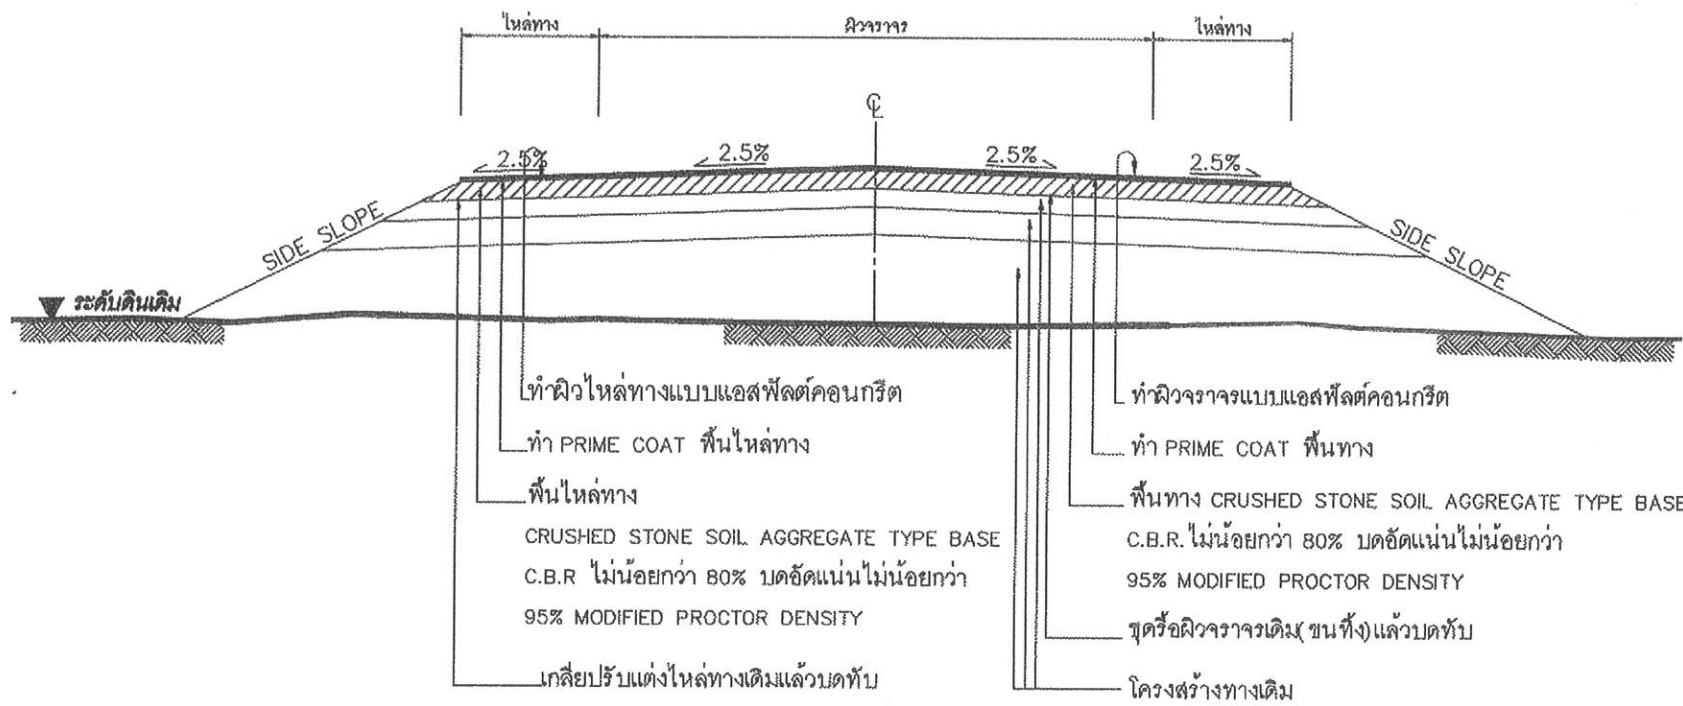 ไหล่ทาง
ผิวจราจร
ไหล่ทาง
℄
2.5%
2.5%
2.5%
2.5%
SIDE SLOPE
SIDE SLOPE
ระดับดินเดิม
ทำผิวไหล่ทางแบบแอสฟัลต์คอนกรีต
ทำ PRIME COAT พื้นไหล่ทาง
พื้นไหล่ทาง
CRUSHED STONE SOIL AGGREGATE TYPE BASE
C.B.R ไม่น้อยกว่า 80% บดอัดแน่นไม่น้อยกว่า
95% MODIFIED PROCTOR DENSITY
เกลี่ยปรับแต่งไหล่ทางเดิมแล้วบดทับ
ทำผิวจราจรแบบแอสฟัลต์คอนกรีต
ทำ PRIME COAT พื้นทาง
พื้นทาง CRUSHED STONE SOIL AGGREGATE TYPE BASE
C.B.R. ไม่น้อยกว่า 80% บดอัดแน่นไม่น้อยกว่า
95% MODIFIED PROCTOR DENSITY
ขุดรื้อผิวจราจรเดิม(ขนทิ้ง)แล้วบดทับ
โครงสร้างทางเดิม